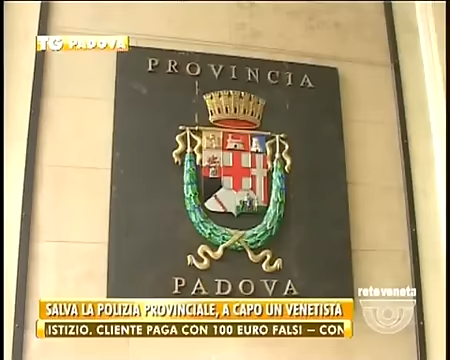 TG PADOVA
PROVINCIA
PADOVA
reteveneta
SALVA LA POLIZIA PROVINCIALE, A CAPO UN VENETISTA
ISTIZIO. CLIENTE PAGA CON 100 EURO FALSI – CON